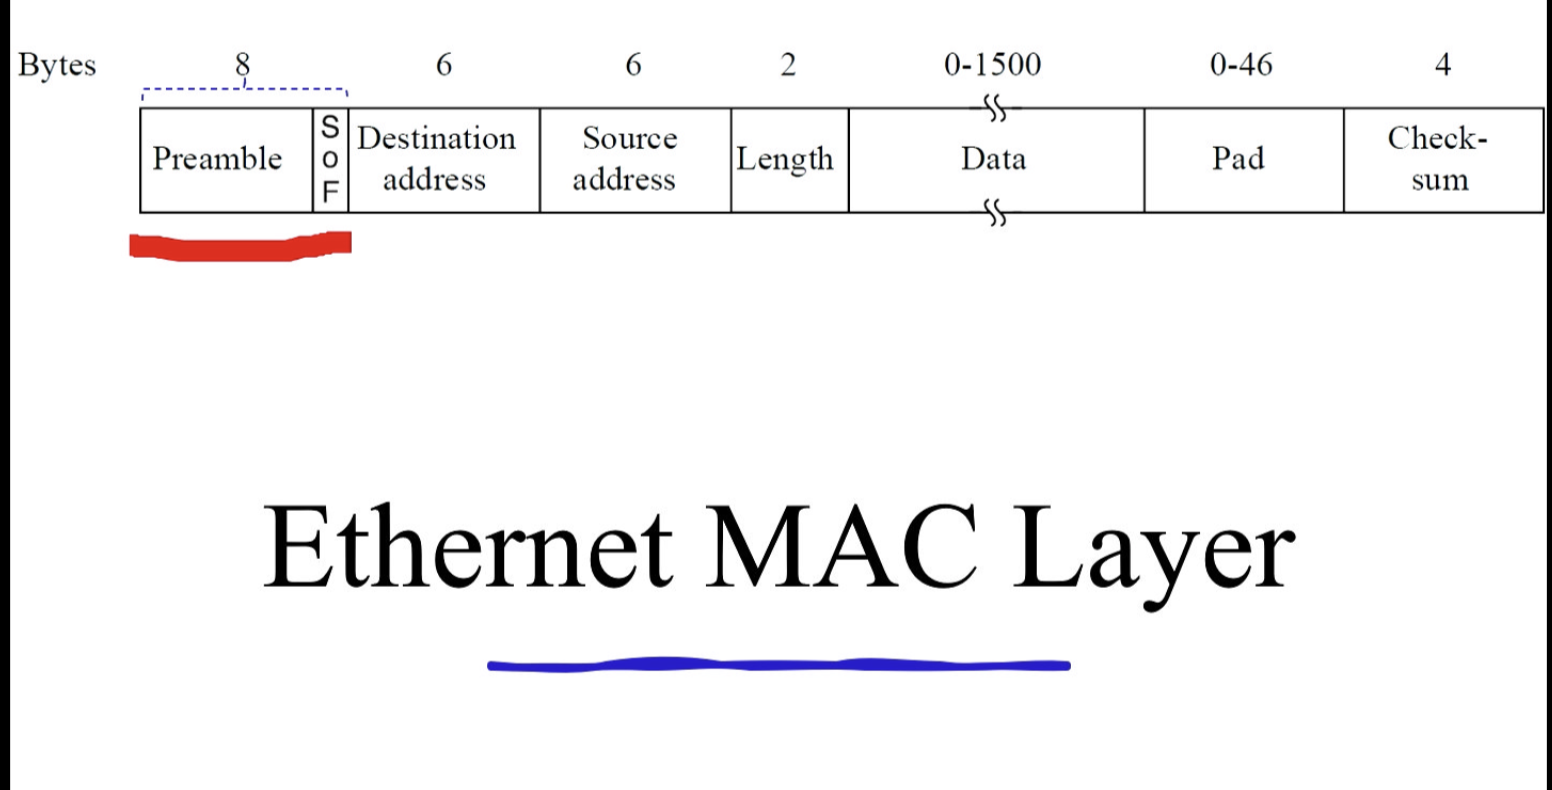 Bytes 8 6 6 2 0-1500 0-46 4
Preamble
SoF
Destination
address
Source
address
Length
Data
Pad
Check-
sum
Ethernet MAC Layer